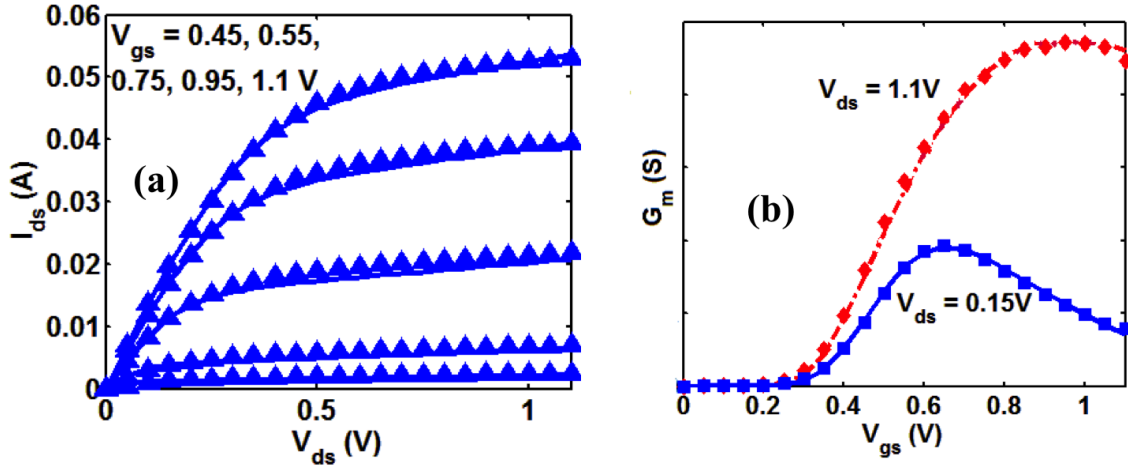 0.06
0.05
0.04
0.03
0.02
0.01
0
I_ds (A)
V_gs = 0.45, 0.55,
0.75, 0.95, 1.1 V
(a)
0
0.5
1
V_ds (V)
G_m (S)
V_ds = 1.1V
(b)
V_ds = 0.15V
0
0.2
0.4
0.6
0.8
1
V_gs (V)